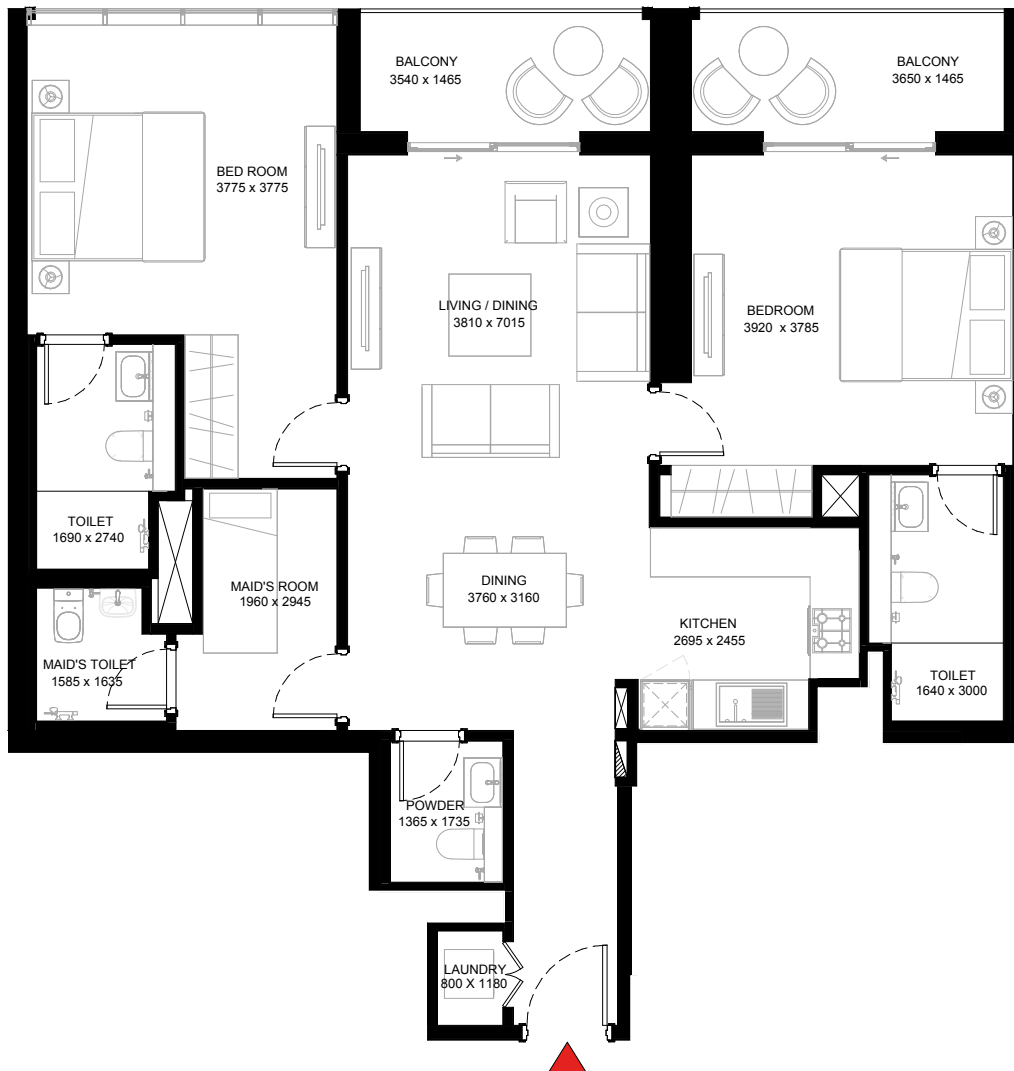 BALCONY
3540 x 1465
BALCONY
3650 x 1465
BED ROOM
3775 x 3775
LIVING / DINING
3810 x 7015
BEDROOM
3920 x 3785
TOILET
1690 x 2740
MAID'S ROOM
1960 x 2945
DINING
3760 x 3160
KITCHEN
2695 x 2455
MAID'S TOILET
1585 x 1635
TOILET
1640 x 3000
POWDER
1365 x 1735
LAUNDRY
800 X 1180